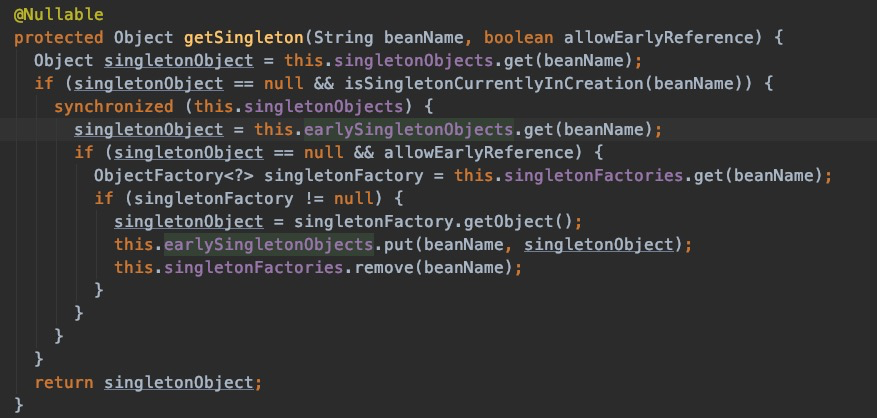 @Nullable
protected Object getSingleton(String beanName, boolean allowEarlyReference) {
  Object singletonObject = this.singletonObjects.get(beanName);
  if (singletonObject == null && isSingletonCurrentlyInCreation(beanName)) {
    synchronized (this.singletonObjects) {
      singletonObject = this.earlySingletonObjects.get(beanName);
      if (singletonObject == null && allowEarlyReference) {
        ObjectFactory<?> singletonFactory = this.singletonFactories.get(beanName);
        if (singletonFactory != null) {
          singletonObject = singletonFactory.getObject();
          this.earlySingletonObjects.put(beanName, singletonObject);
          this.singletonFactories.remove(beanName);
        }
      }
    }
  }
  return singletonObject;
}